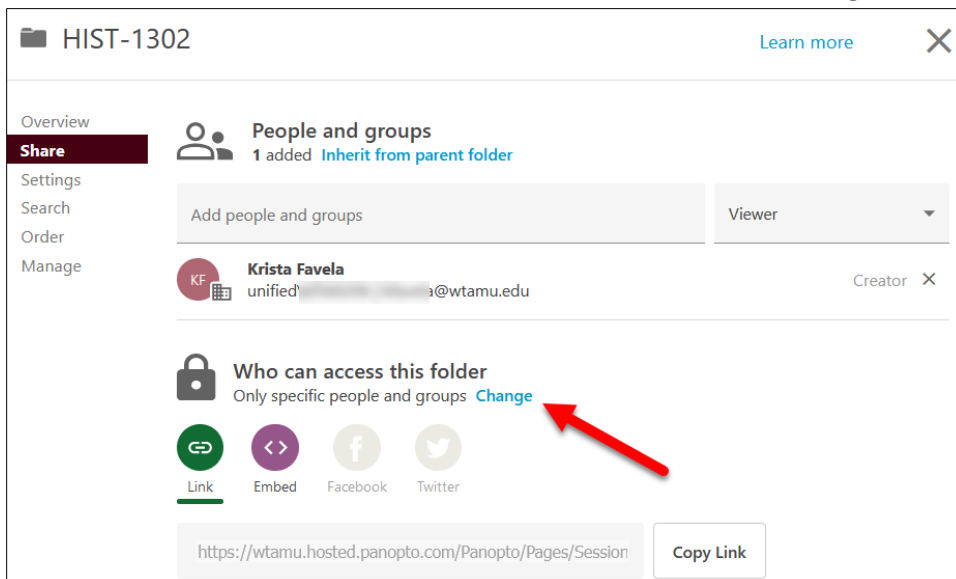 HIST-1302
Learn more
Overview
Share
Settings
Search
Order
Manage
People and groups
1 added Inherit from parent folder
Add people and groups
Viewer
KF
Krista Favela
unified\ a@wtamu.edu
Creator
Who can access this folder
Only specific people and groups Change
Link
Embed
Facebook
Twitter
https://wtamu.hosted.panopto.com/Panopto/Pages/Session
Copy Link